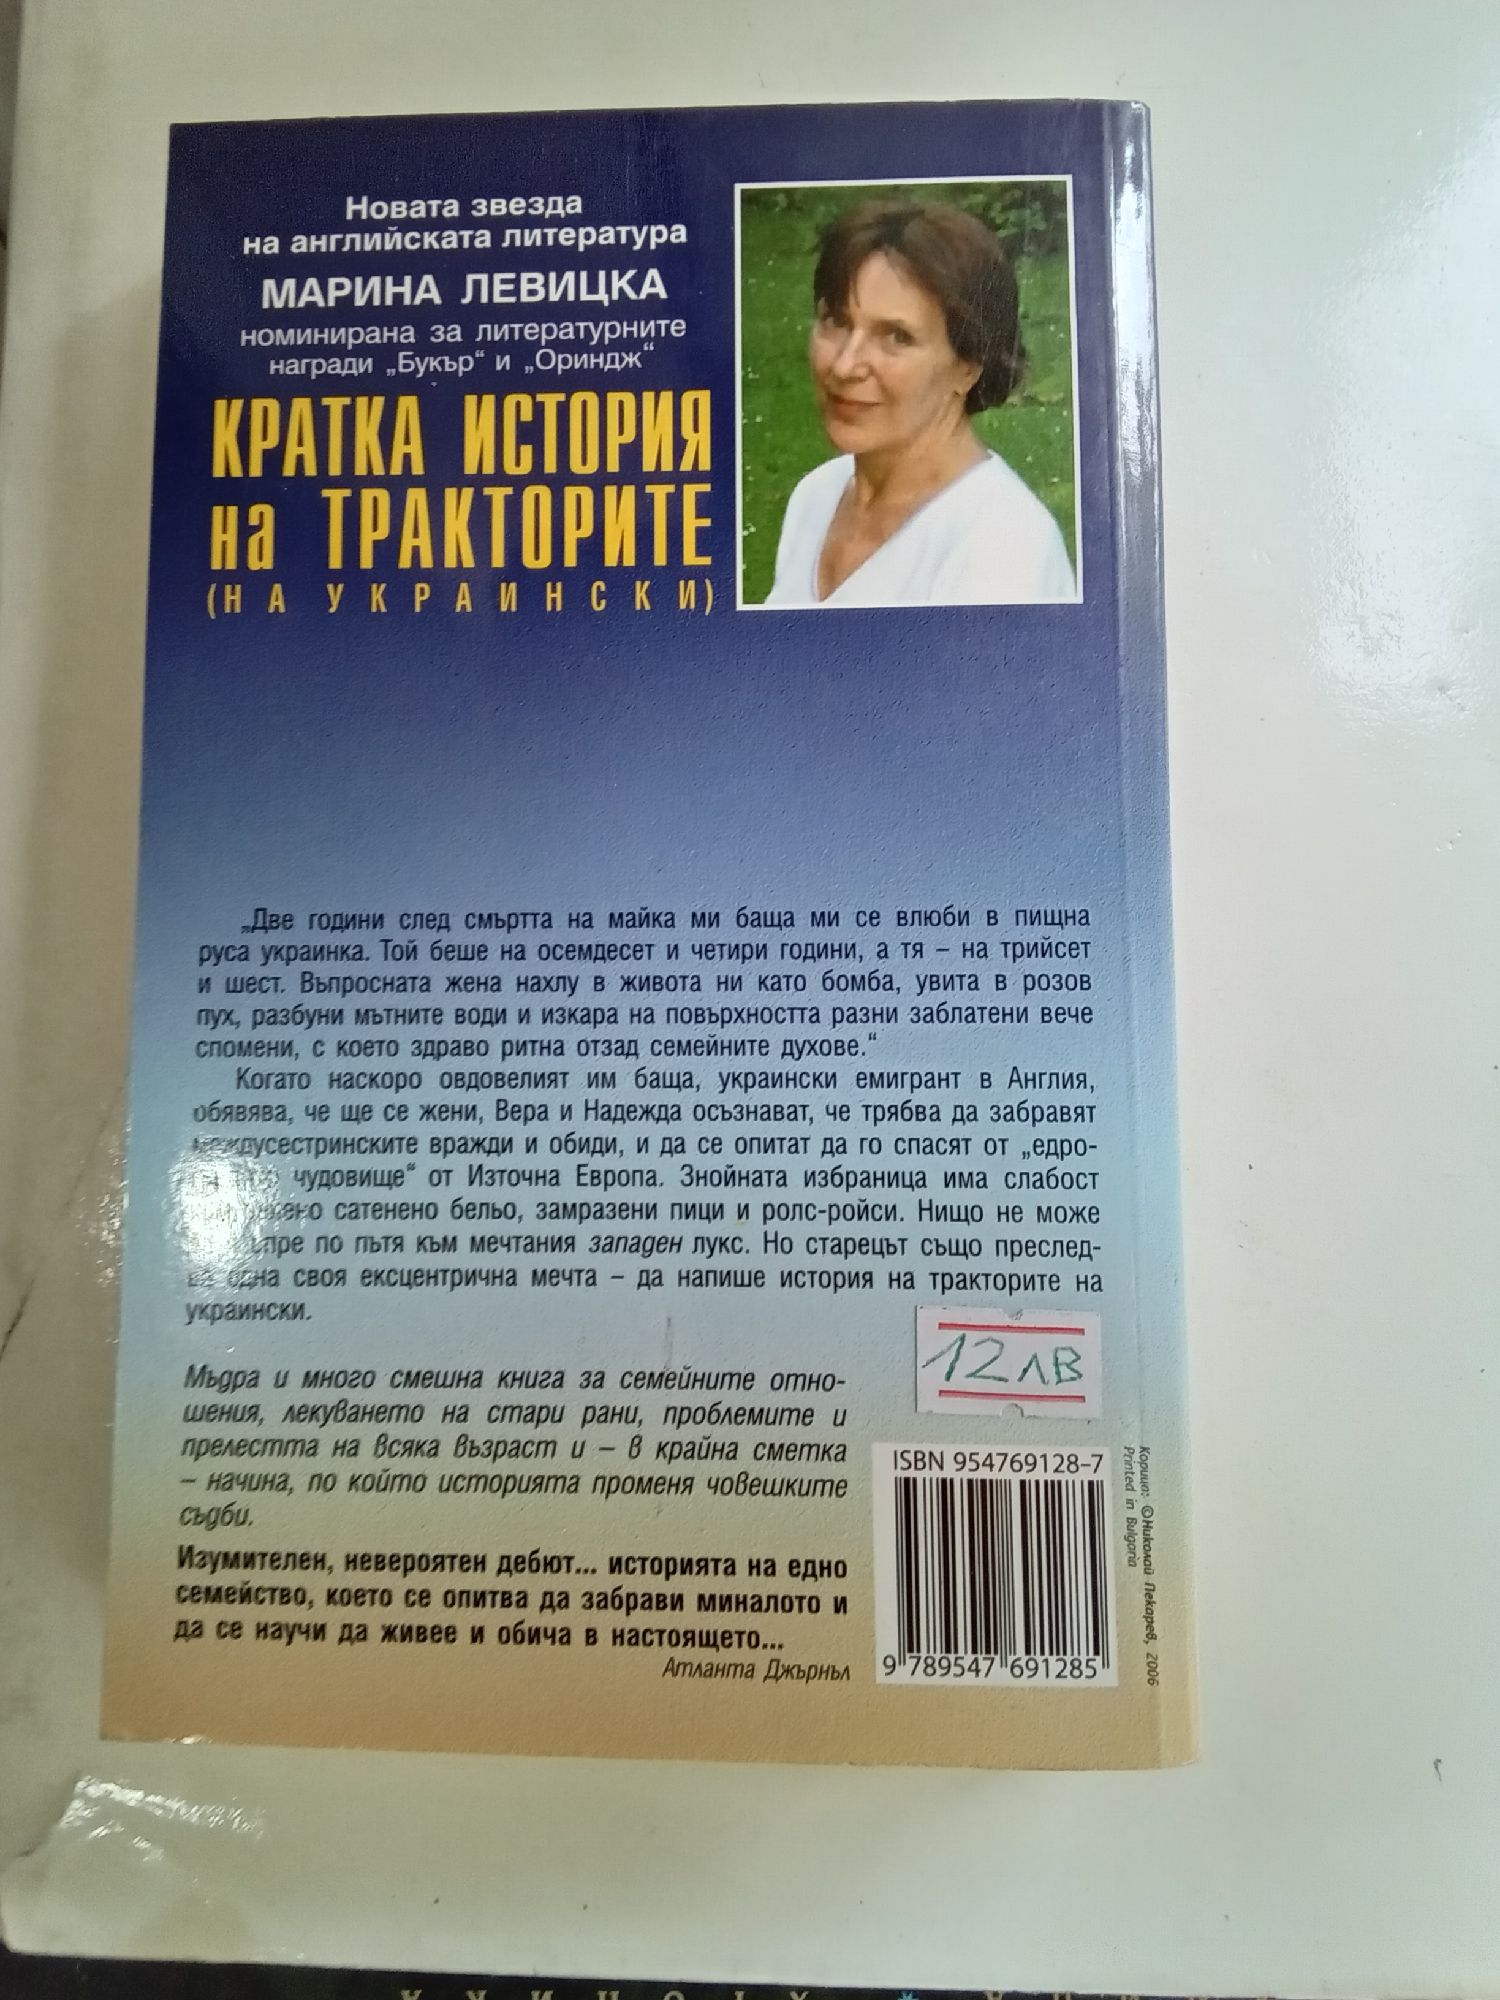 Новата звезда
на английската литература
МАРИНА ЛЕВИЦКА
номинирана за литературните
награди „Букър“ и „Ориндж“
КРАТКА ИСТОРИЯ
на ТРАКТОРИТЕ
(НА УКРАИНСКИ)
„Две години след смъртта на майка ми баща ми се влюби в пищна
руса украинка. Той беше на осемдесет и четири години, а тя – на трийсет
и шест. Въпросната жена нахлу в живота ни като бомба, увита в розов
пух, разбуни мътните води и изкара на повърхността разни заблатени вече
спомени, с което здраво ритна отзад семейните духове.“
Когато наскоро овдовелият им баща, украински емигрант в Англия,
обявява, че ще се жени, Вера и Надежда осъзнават, че трябва да забравят
междусестринските вражди и обиди, и да се опитат да го спасят от „едро-
чудовище“ от Източна Европа. Знойната избраница има слабост
сатенено бельо, замразени пици и ролс-ройси. Нищо не може
по пътя към мечтания западен лукс. Но старецът също преслед-
ва една своя ексцентрична мечта – да напише история на тракторите на
украински.
12 лв
Мъдра и много смешна книга за семейните отно-
шения, лекуването на стари рани, проблемите и
прелестта на всяка възраст и – в крайна сметка
– начина, по който историята променя човешките
съдби.
Изумителен, невероятен дебют... историята на едно
семейство, което се опитва да забрави миналото и
да се научи да живее и обича в настоящето...
Атланта Джърнъл
ISBN 954769128-7
9 789547 691285
Корица: ©Николай Пекарев, 2006
Printed in Bulgaria